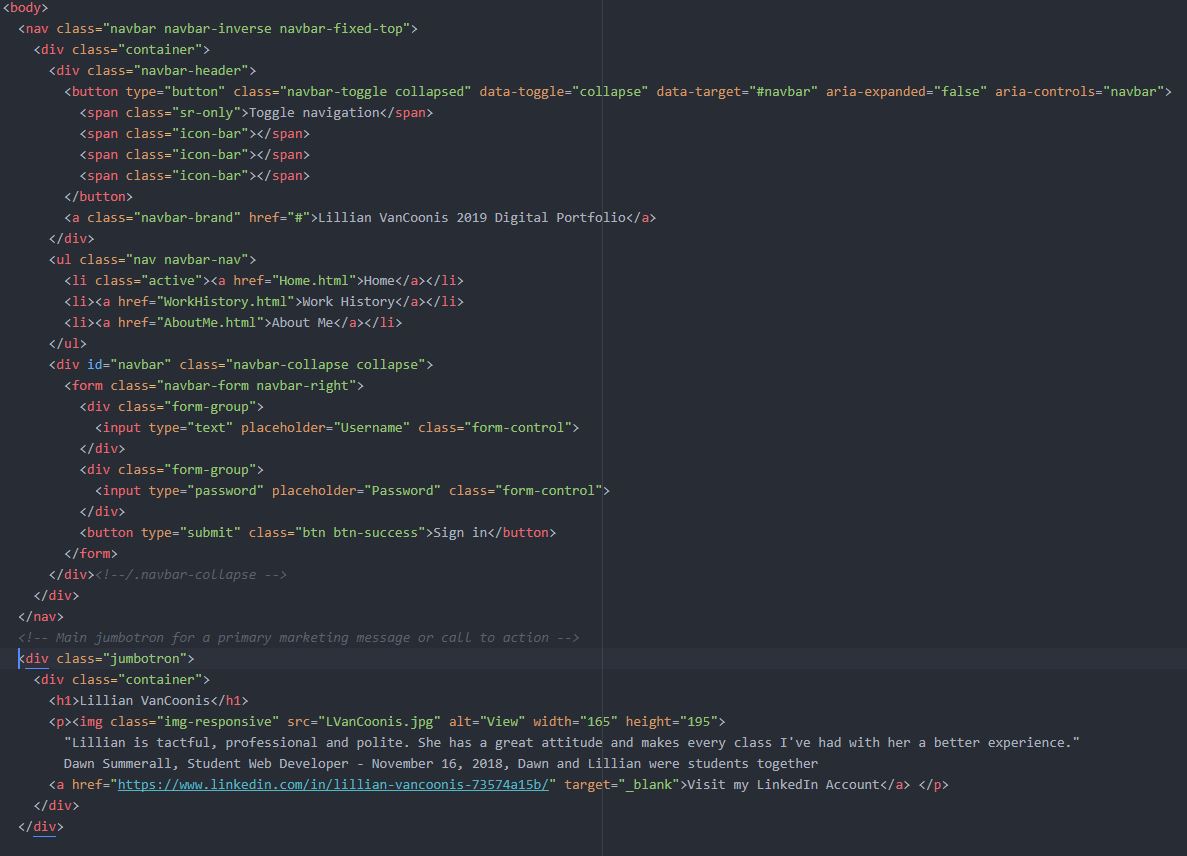 <body>
<nav class="navbar navbar-inverse navbar-fixed-top">
<div class="container">
<div class="navbar-header">
<button type="button" class="navbar-toggle collapsed" data-toggle="collapse" data-target="#navbar" aria-expanded="false" aria-controls="navbar">
<span class="sr-only">Toggle navigation</span>
<span class="icon-bar"></span>
<span class="icon-bar"></span>
<span class="icon-bar"></span>
</button>
<a class="navbar-brand" href="#">Lillian VanCoonis 2019 Digital Portfolio</a>
</div>
<ul class="nav navbar-nav">
<li class="active"><a href="Home.html">Home</a></li>
<li><a href="WorkHistory.html">Work History</a></li>
<li><a href="AboutMe.html">About Me</a></li>
</ul>
<div id="navbar" class="navbar-collapse collapse">
<form class="navbar-form navbar-right">
<div class="form-group">
<input type="text" placeholder="Username" class="form-control">
</div>
<div class="form-group">
<input type="password" placeholder="Password" class="form-control">
</div>
<button type="submit" class="btn btn-success">Sign in</button>
</form>
</div><!--/.navbar-collapse -->
</div>
</nav>
<!-- Main jumbotron for a primary marketing message or call to action -->
<div class="jumbotron">
<div class="container">
<h1>Lillian VanCoonis</h1>
<p><img class="img-responsive" src="LVanCoonis.jpg" alt="View" width="165" height="195">
"Lillian is tactful, professional and polite. She has a great attitude and makes every class I've had with her a better experience."
Dawn Summerall, Student Web Developer - November 16, 2018, Dawn and Lillian were students together
<a href="https://www.linkedin.com/in/lillian-vancoonis-73574a15b/" target="_blank">Visit my LinkedIn Account</a> </p>
</div>
</div>